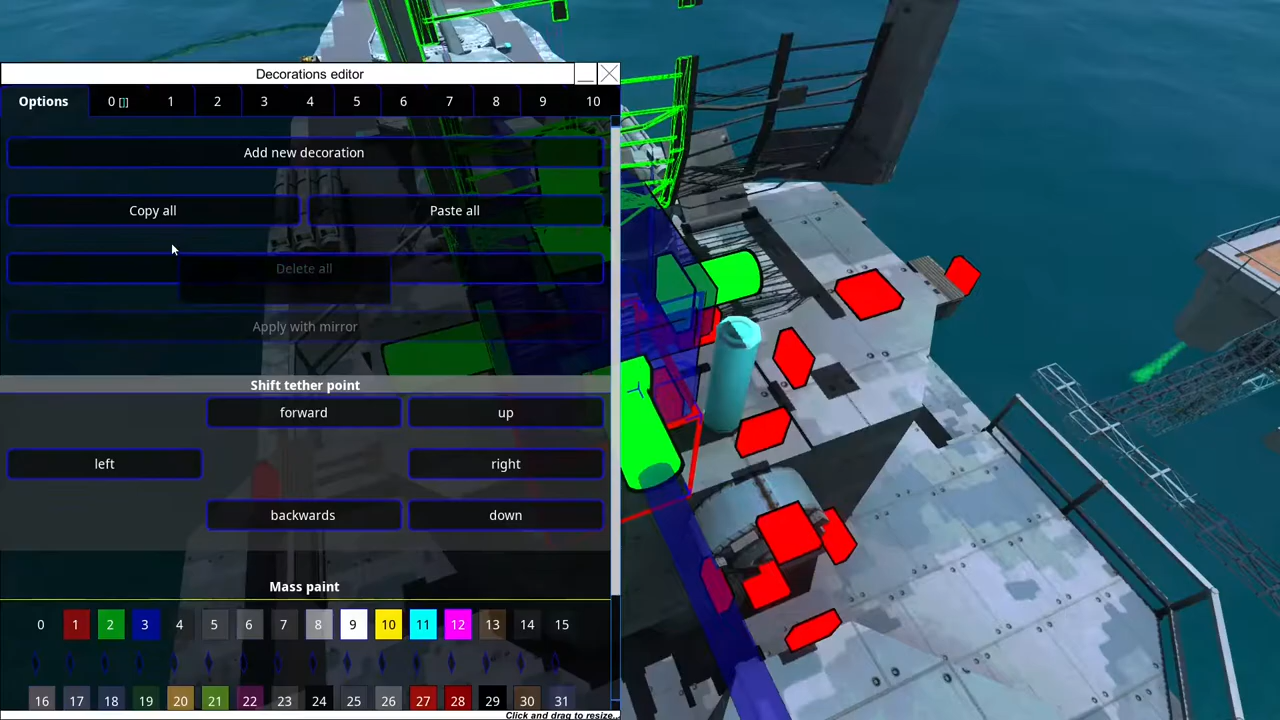 Decorations editor
Options 0 [] 1 2 3 4 5 6 7 8 9 10
Add new decoration
Copy all Paste all
Delete all
Apply with mirror
Shift tether point
forward up
left right
backwards down
Mass paint
0 1 2 3 4 5 6 7 8 9 10 11 12 13 14 15
16 17 18 19 20 21 22 23 24 25 26 27 28 29 30 31
Click and drag to resize..